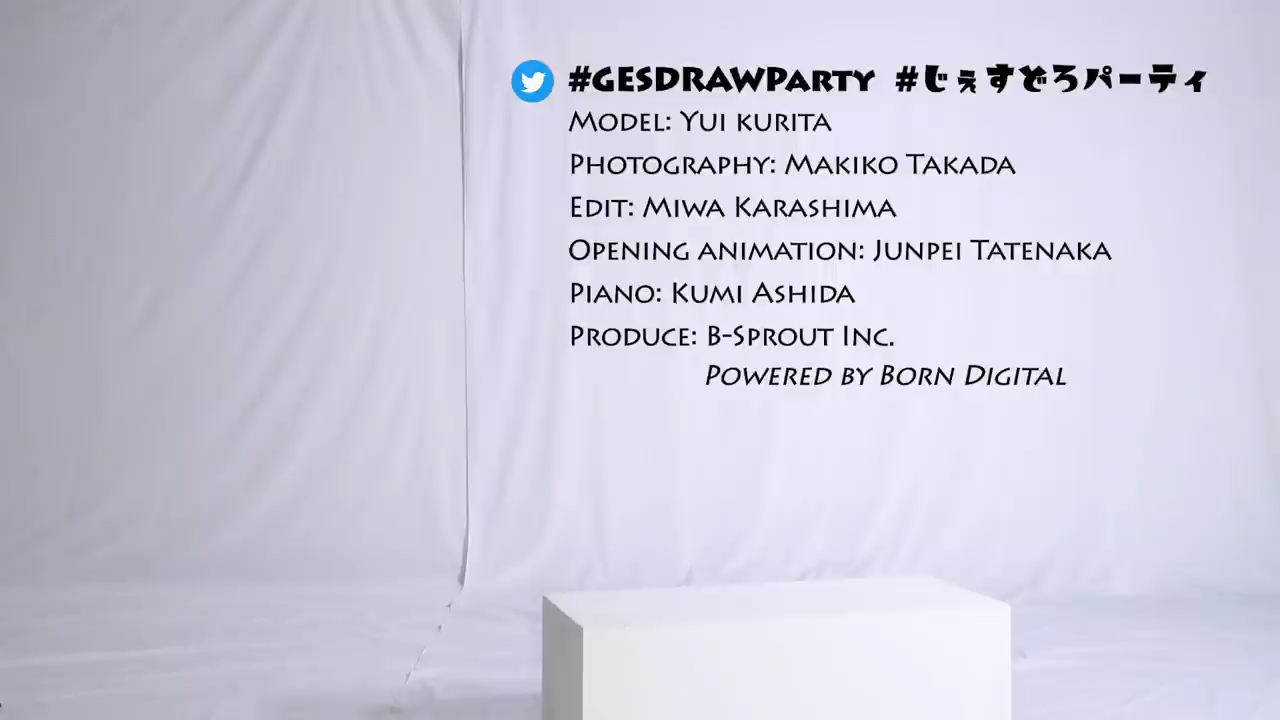 #GESDRAWPARTY #じぇすどろパーティ
MODEL: YUI KURITA
PHOTOGRAPHY: MAKIKO TAKADA
EDIT: MIWA KARASHIMA
OPENING ANIMATION: JUNPEI TATENAKA
PIANO: KUMI ASHIDA
PRODUCE: B-SPROUT INC.
POWERED BY BORN DIGITAL